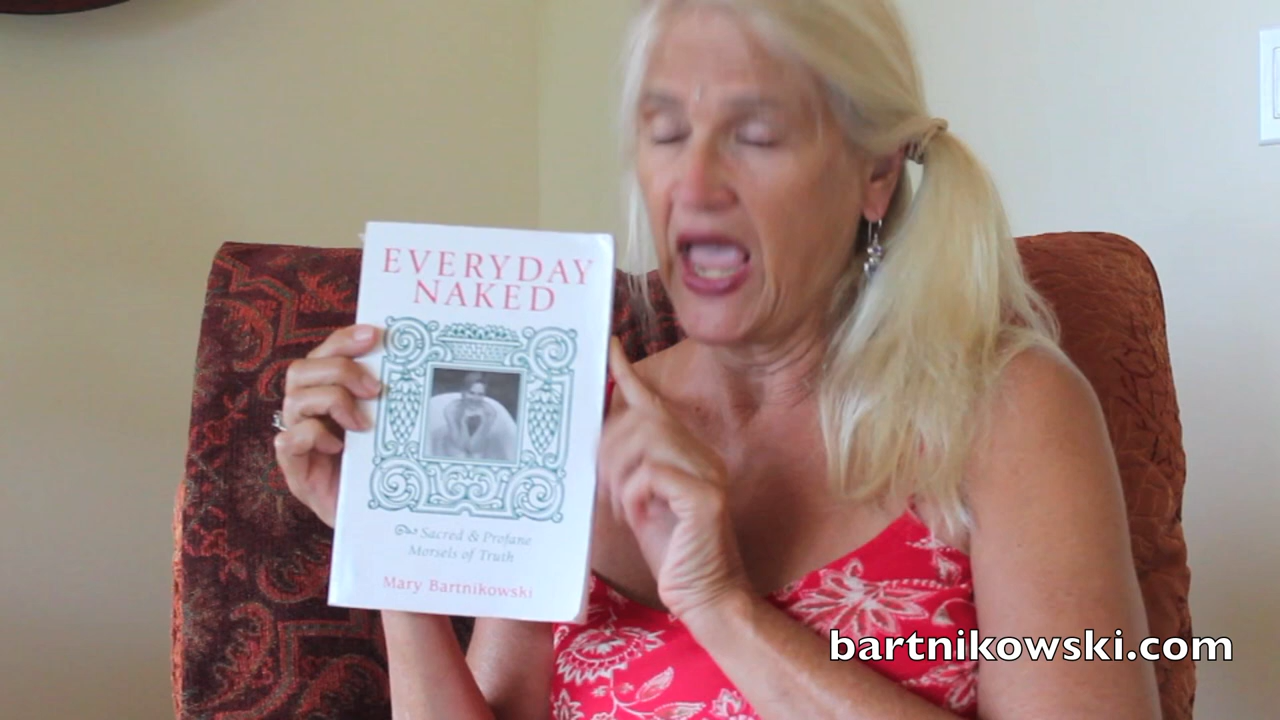 EVERYDAY
NAKED
Sacred & Profane
Morsels of Truth
Mary Bartnikowski
bartnikowski.com